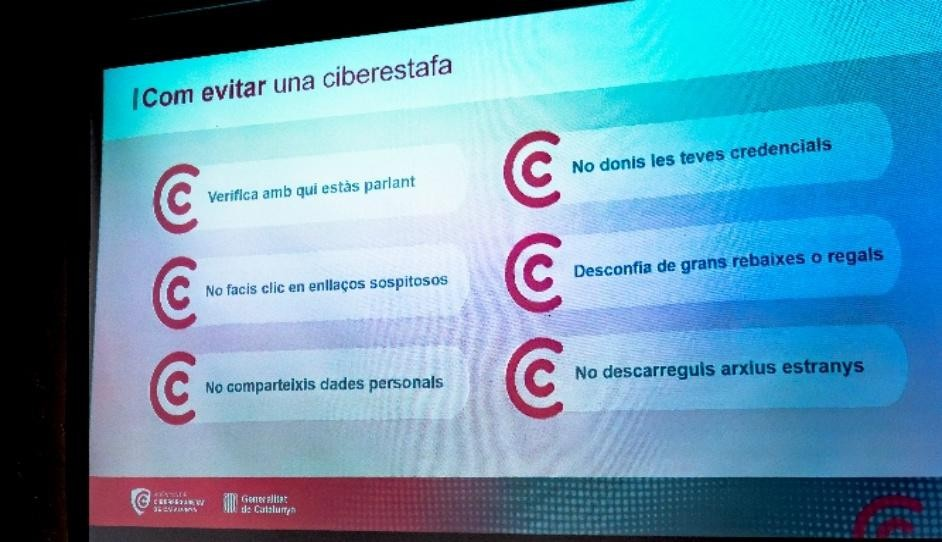 Com evitar una ciberestafa
Verifica amb qui estàs parlant
No facis clic en enllaços sospitosos
No comparteixis dades personals
No donis les teves credencials
Desconfia de grans rebaixes o regals
No descarreguis arxius estranys
AGÈNCIA DE
CIBERSEGURETAT
DE CATALUNYA
Generalitat
de Catalunya